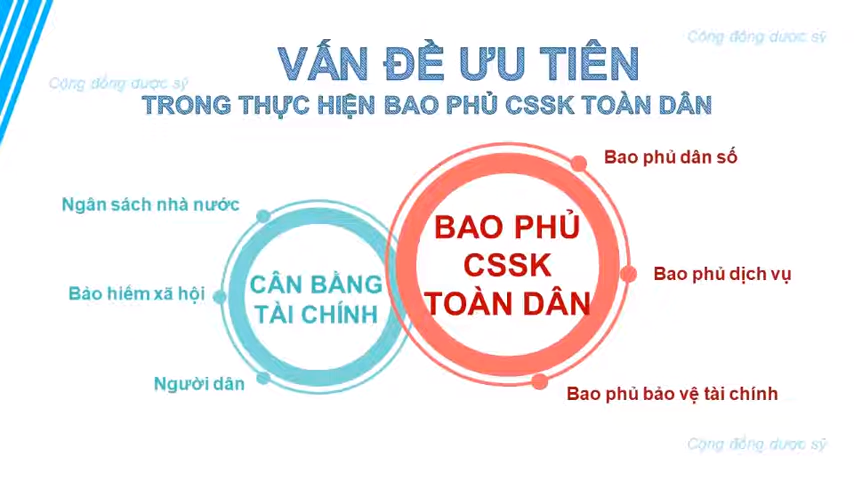 Cộng đồng dược sỹ
VẤN ĐỀ ƯU TIÊN
Cộng đồng dược sỹ
TRONG THỰC HIỆN BAO PHỦ CSSK TOÀN DÂN
Bao phủ dân số
Ngân sách nhà nước
BAO PHỦ
CSSK
TOÀN DÂN
Bao phủ dịch vụ
CÂN BẰNG
TÀI CHÍNH
Bảo hiểm xã hội
Người dân
Bao phủ bảo vệ tài chính
Cộng đồng dược sỹ